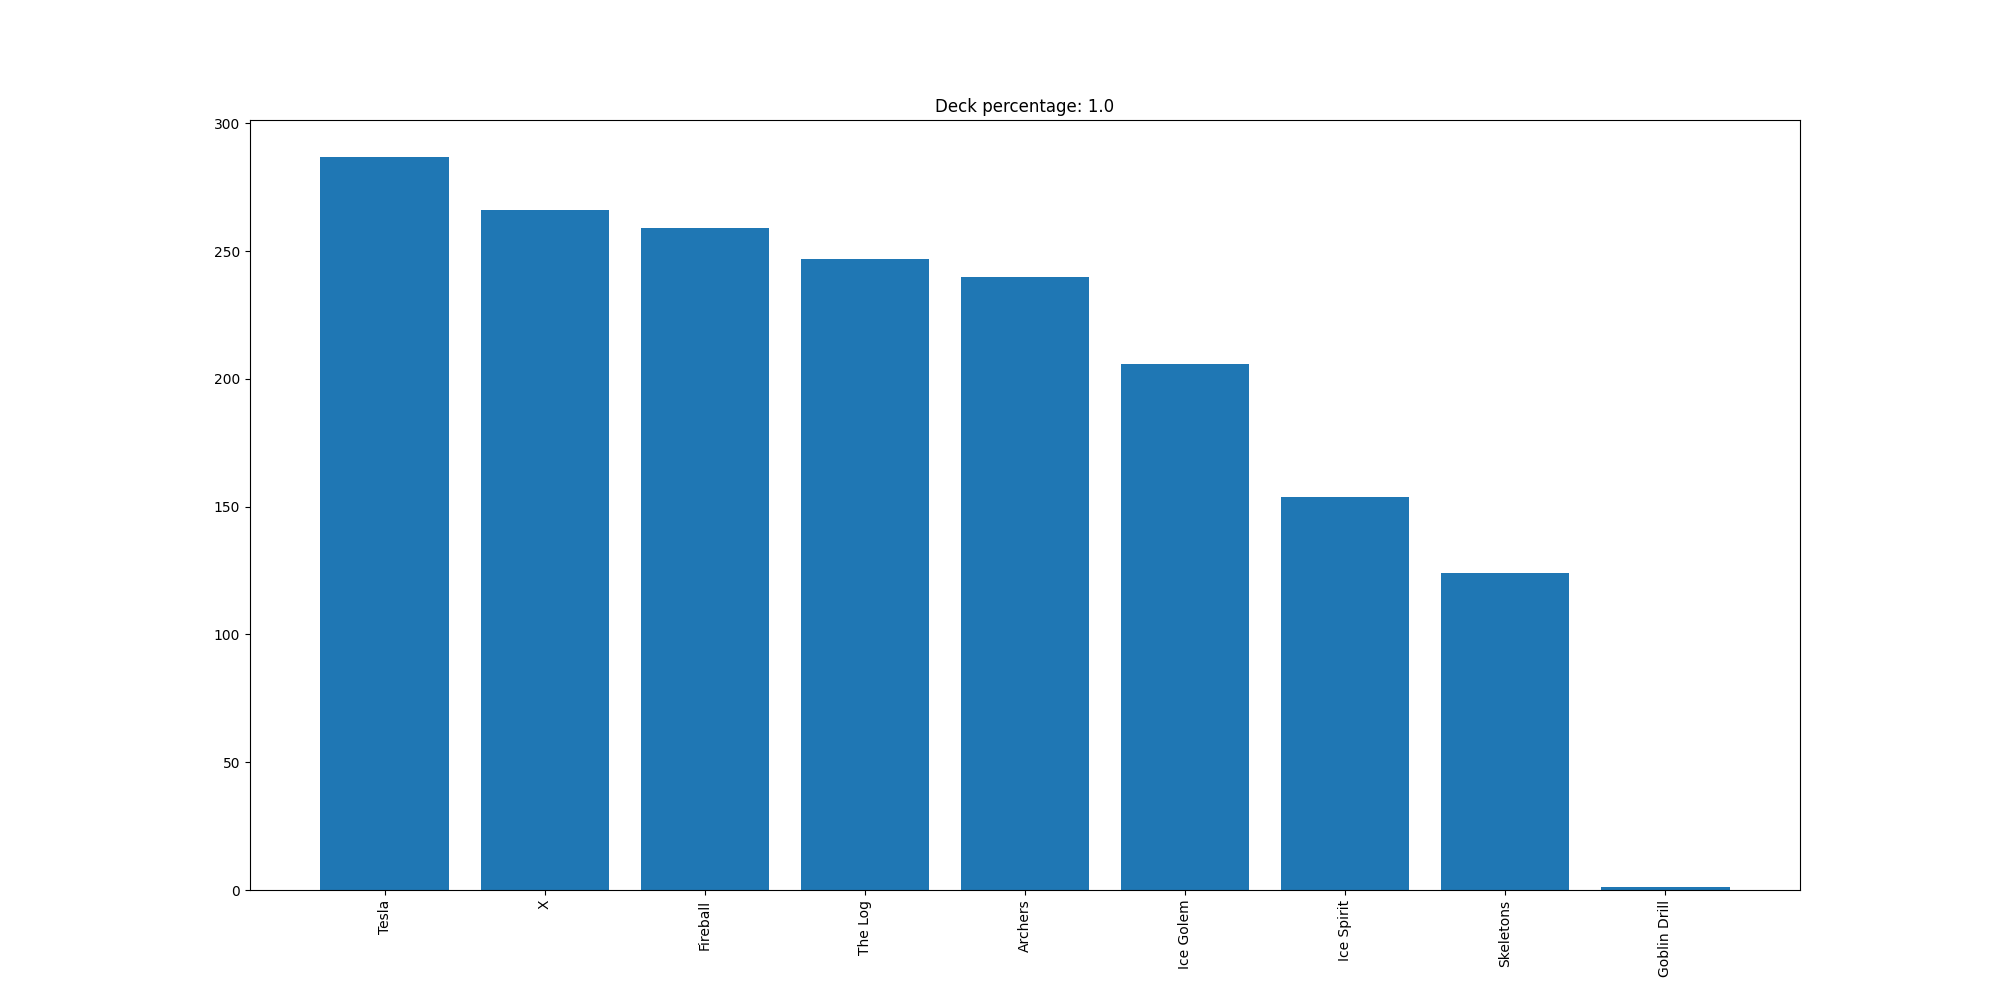 Deck percentage: 1.0
300
250
200
150
100
50
0
Tesla
X
Fireball
The Log
Archers
Ice Golem
Ice Spirit
Skeletons
Goblin Drill